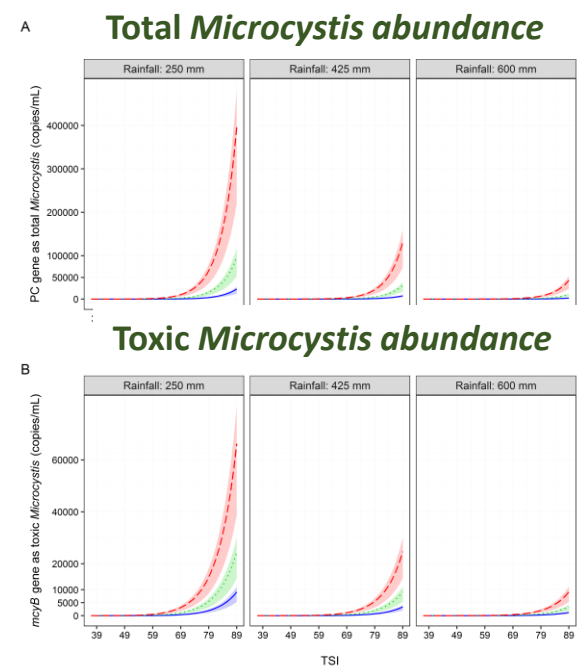 A
Total Microcystis abundance
Rainfall: 250 mm
Rainfall: 425 mm
Rainfall: 600 mm
PC gene as total Microcystis (copies/mL)
400000
300000
200000
100000
50000
0
Toxic Microcystis abundance
B
Rainfall: 250 mm
Rainfall: 425 mm
Rainfall: 600 mm
mcyB gene as toxic Microcystis (copies/mL)
60000
40000
20000
10000
5000
0
39 49 59 69 79 89 39 49 59 69 79 89 39 49 59 69 79 89
TSI